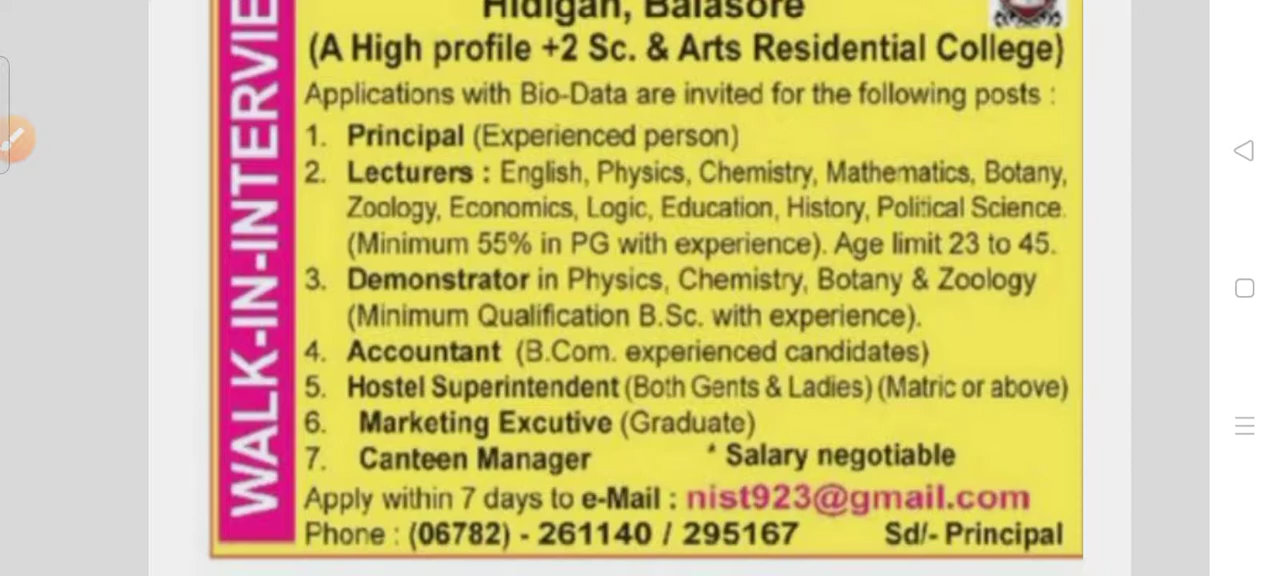 WALK-IN-INTERVIE
Hidigan, Balasore
(A High profile +2 Sc. & Arts Residential College)
Applications with Bio-Data are invited for the following posts :
1. Principal (Experienced person)
2. Lecturers : English, Physics, Chemistry, Mathematics, Botany,
Zoology, Economics, Logic, Education, History, Political Science.
(Minimum 55% in PG with experience). Age limit 23 to 45.
3. Demonstrator in Physics, Chemistry, Botany & Zoology
(Minimum Qualification B.Sc. with experience).
4. Accountant (B.Com. experienced candidates)
5. Hostel Superintendent (Both Gents & Ladies) (Matric or above)
6. Marketing Excutive (Graduate)
7. Canteen Manager * Salary negotiable
Apply within 7 days to e-Mail : nist923@gmail.com
Phone : (06782) - 261140 / 295167 Sd/- Principal